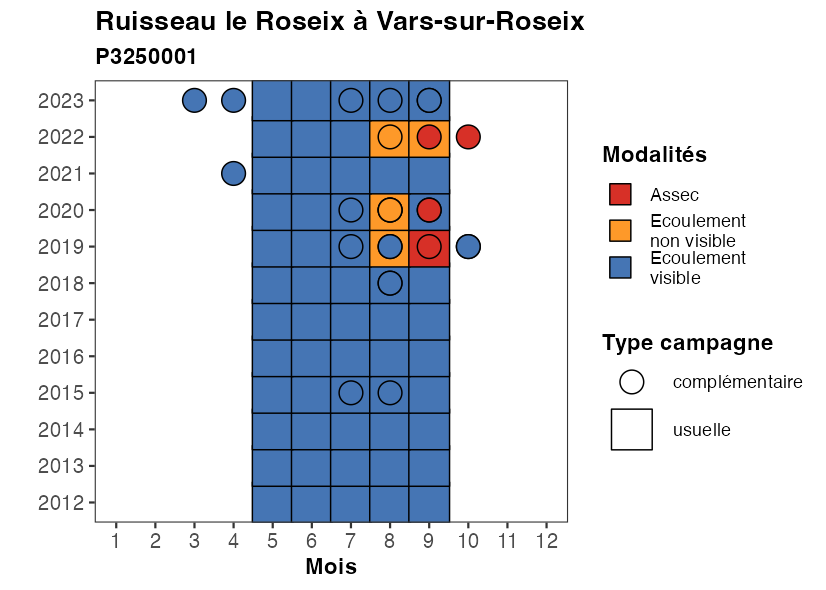 Ruisseau le Roseix à Vars-sur-Roseix
P3250001
2023
2022
2021
2020
2019
2018
2017
2016
2015
2014
2013
2012
1 2 3 4 5 6 7 8 9 10 11 12
Mois
Modalités
Assec
Ecoulement
non visible
Ecoulement
visible
Type campagne
complémentaire
usuelle